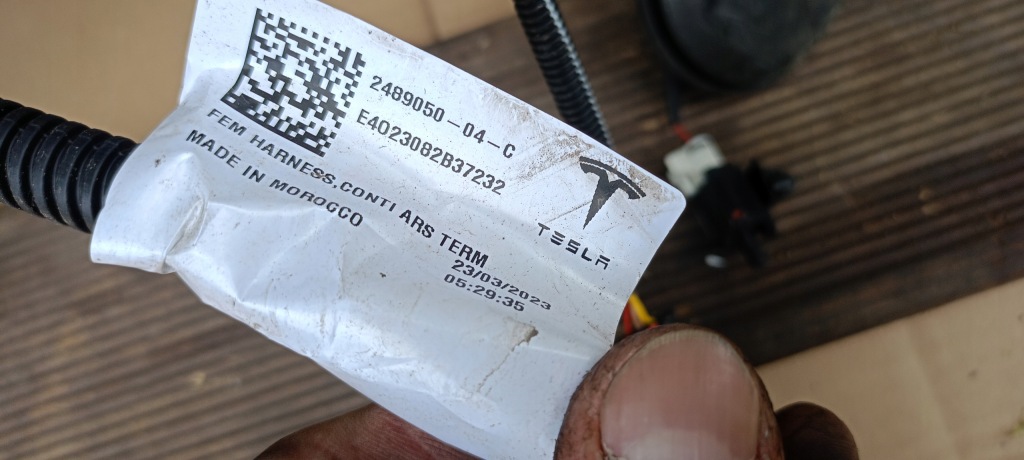 2489050-04-C
E4023082B37232
FEM HARNESS,CONTI ARS TERM
MADE IN MOROCCO
23/03/2023
05:29:35
TESLA